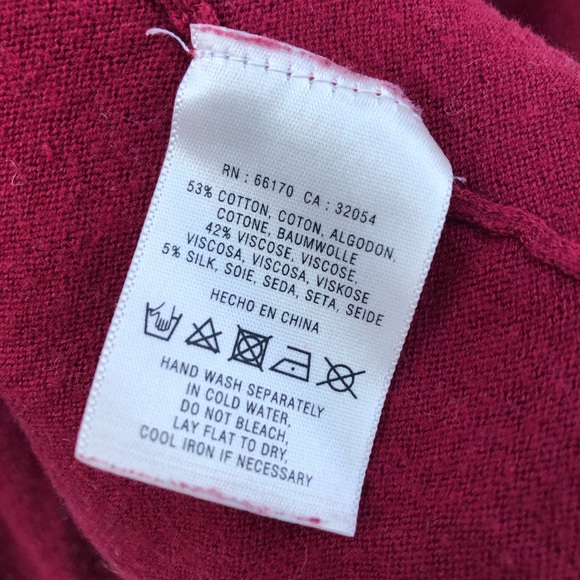 RN : 66170 CA : 32054
53% COTTON, COTON, ALGODON,
COTONE, BAUMWOLLE
42% VISCOSE, VISCOSE,
VISCOSA, VISCOSA, VISKOSE
5% SILK, SOIE, SEDA, SETA, SEIDE
HECHO EN CHINA
HAND WASH SEPARATELY
IN COLD WATER,
DO NOT BLEACH,
LAY FLAT TO DRY,
COOL IRON IF NECESSARY